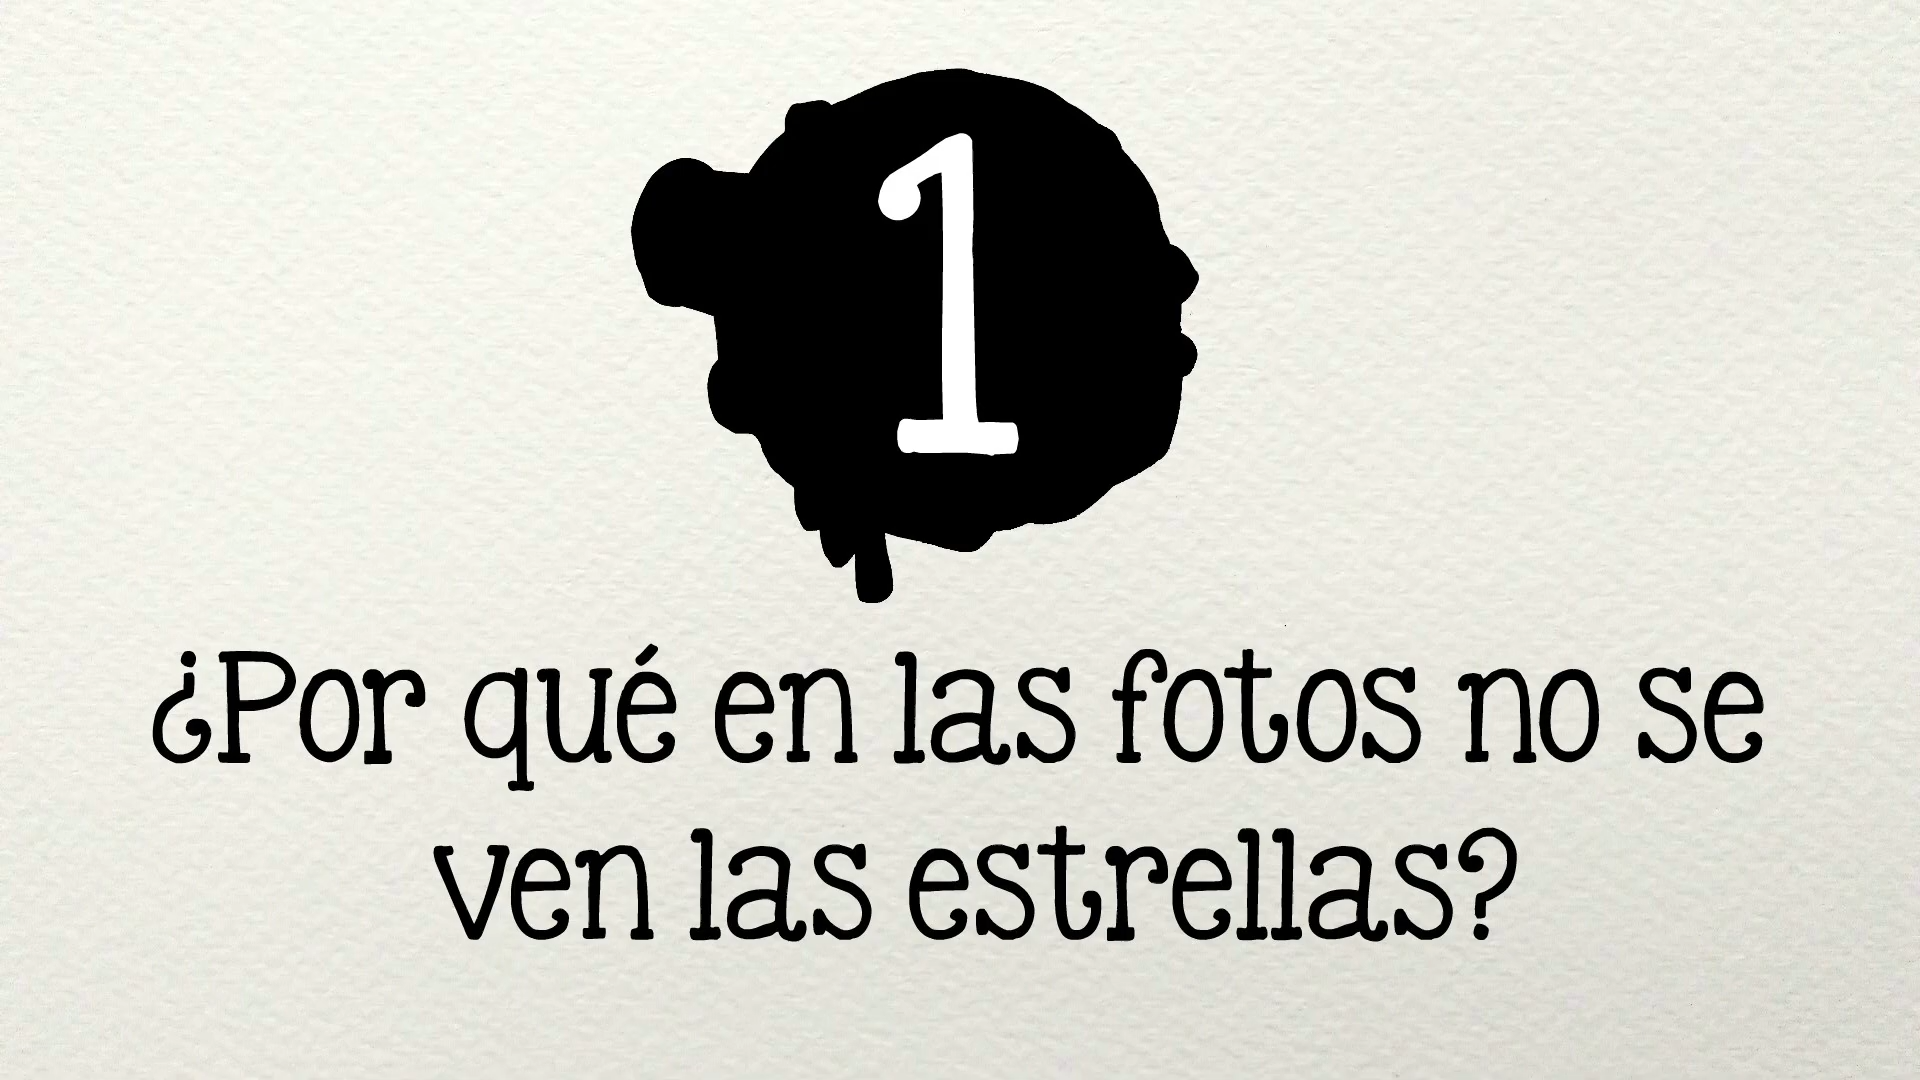 1
¿Por qué en las fotos no se
ven las estrellas?